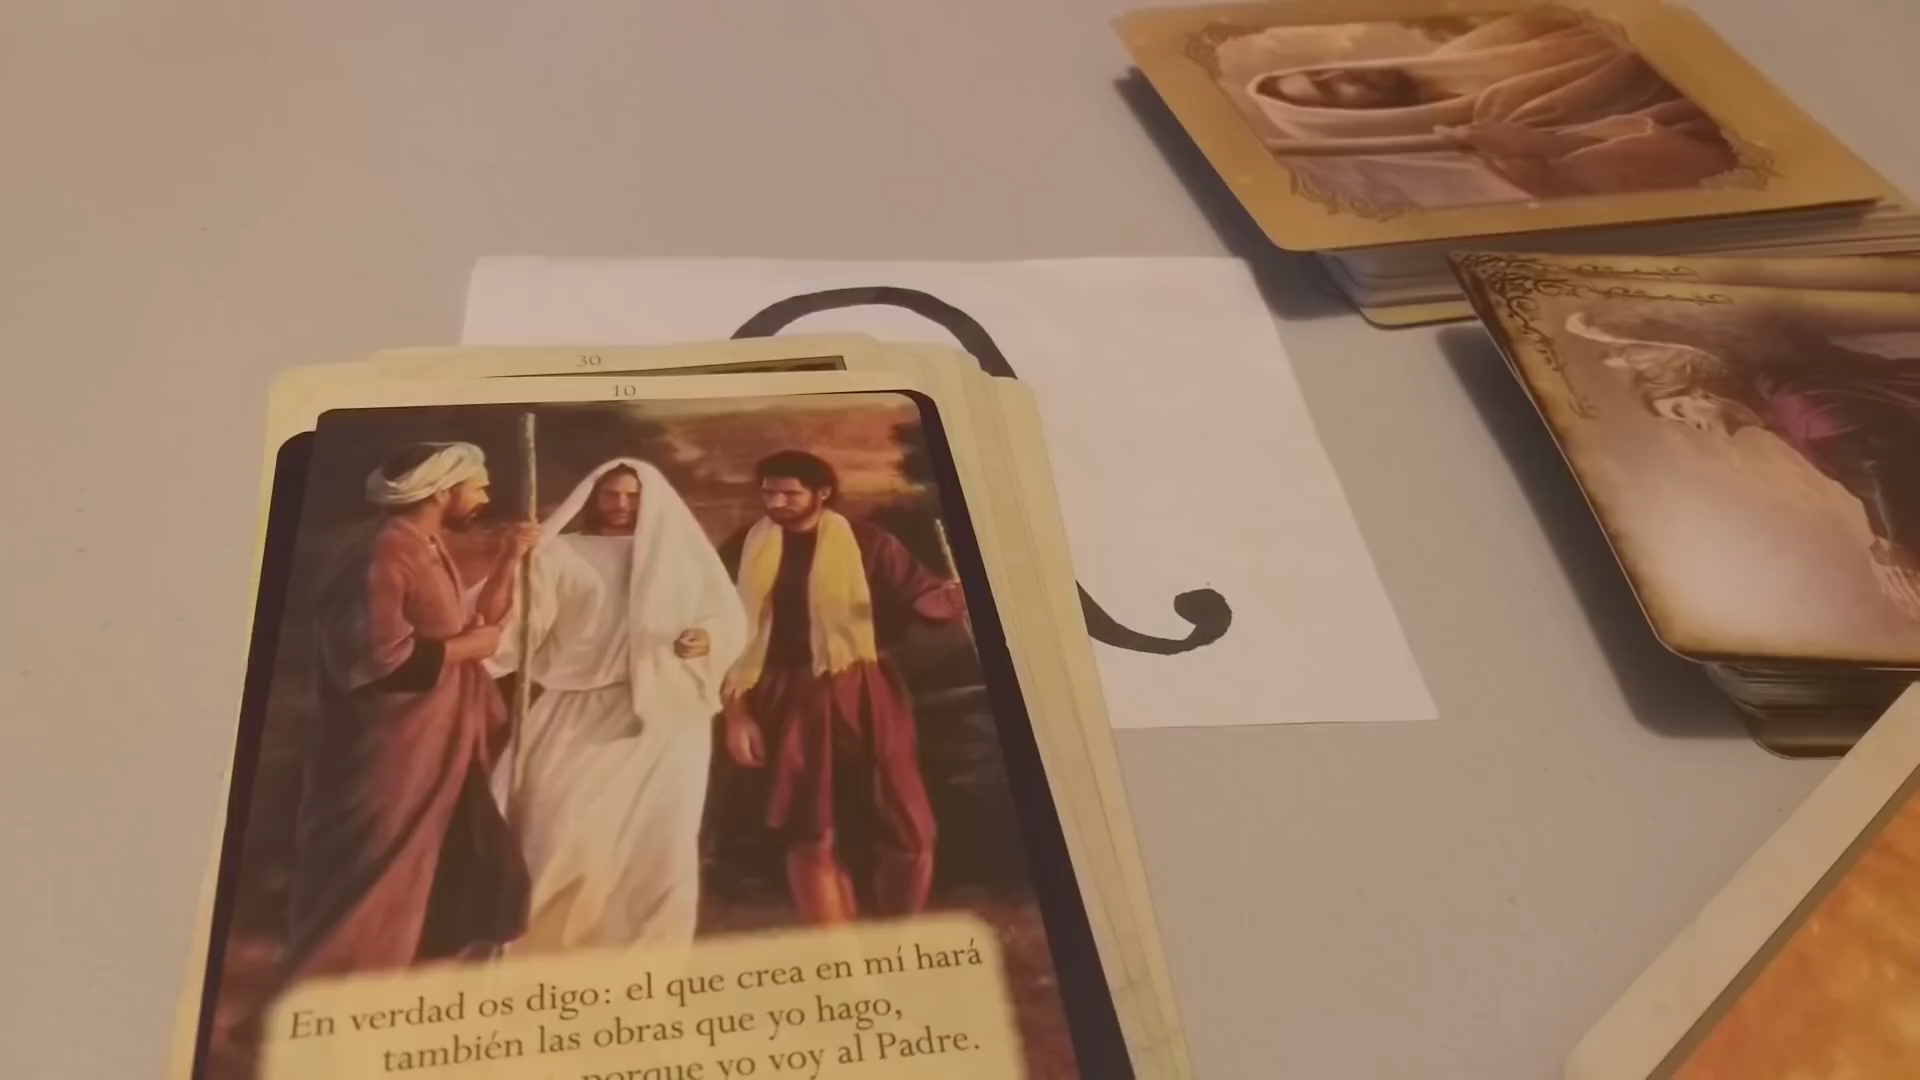 30
10
En verdad os digo: el que crea en mí hará
también las obras que yo hago,
porque yo voy al Padre.